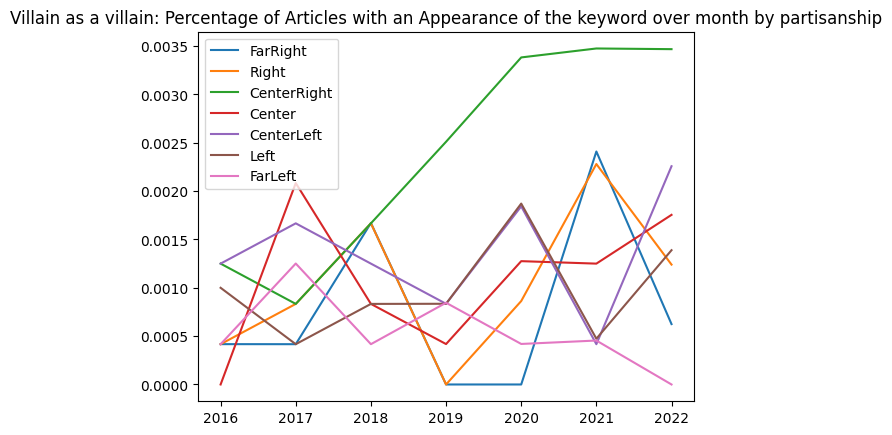 Villain as a villain: Percentage of Articles with an Appearance of the keyword over month by partisanship
0.0035
0.0030
0.0025
0.0020
0.0015
0.0010
0.0005
0.0000
FarRight
Right
CenterRight
Center
CenterLeft
Left
FarLeft
2016 2017 2018 2019 2020 2021 2022